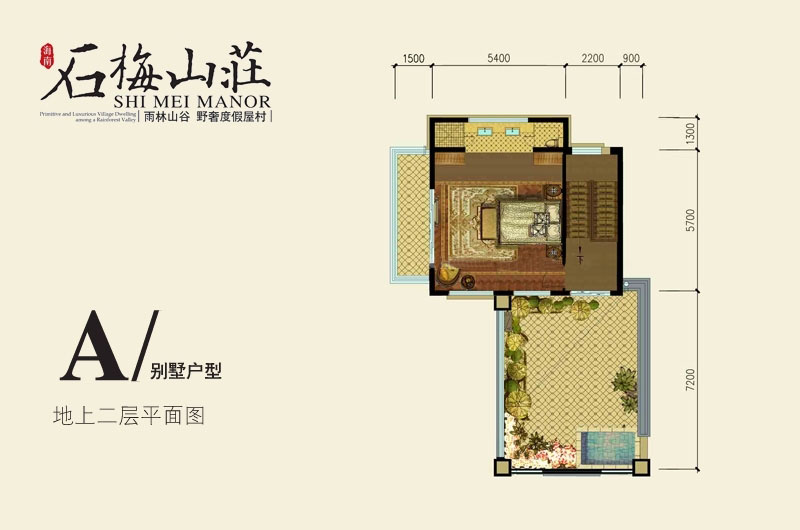 海南
石梅山莊
SHI MEI MANOR
Primitive and Luxurious Village Dwelling
among a Rainforest Valley
雨林山谷 野奢度假屋村
A/别墅户型
地上二层平面图
1500 5400 2200 900
1300
5700
7200
下